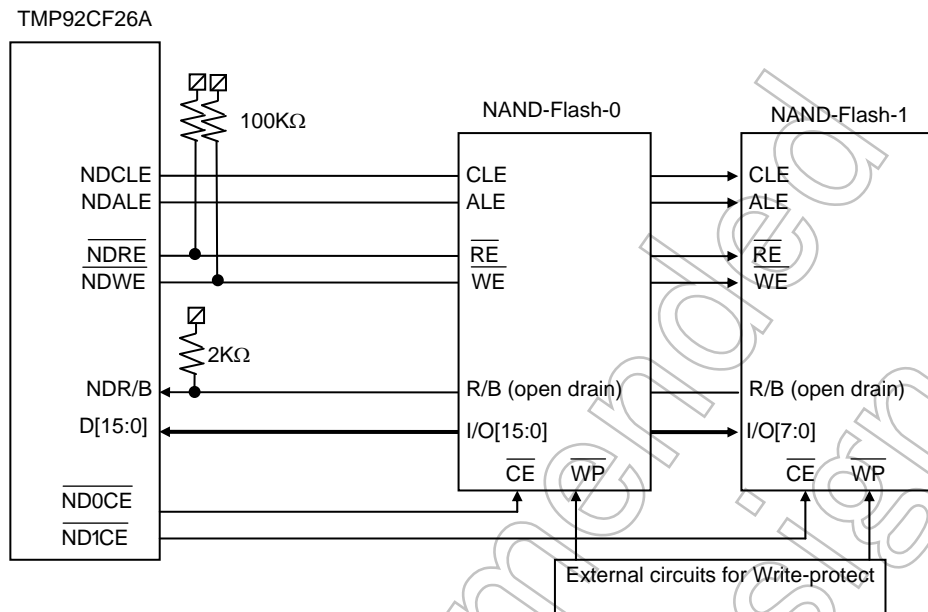 TMP92CF26A
NAND-Flash-0
NAND-Flash-1
100KΩ
NDCLE
CLE
CLE
NDALE
ALE
ALE
NDRE
RE
RE
NDWE
WE
WE
2KΩ
NDR/B
R/B (open drain)
R/B (open drain)
D[15:0]
I/O[15:0]
I/O[7:0]
CE
WP
CE
WP
ND0CE
ND1CE
External circuits for Write-protect
mended
sign